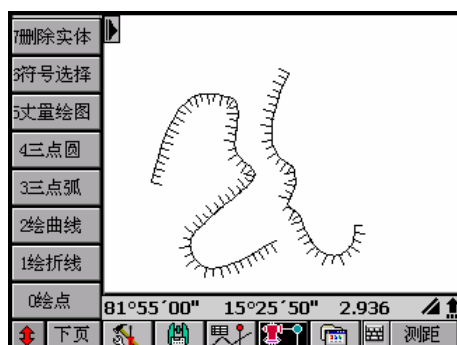 7删除实体
6符号选择
5丈量绘图
4三点圆
3三点弧
2绘曲线
1绘折线
0绘点
81°55′00″ 15°25′50″ 2.936
下页 测距